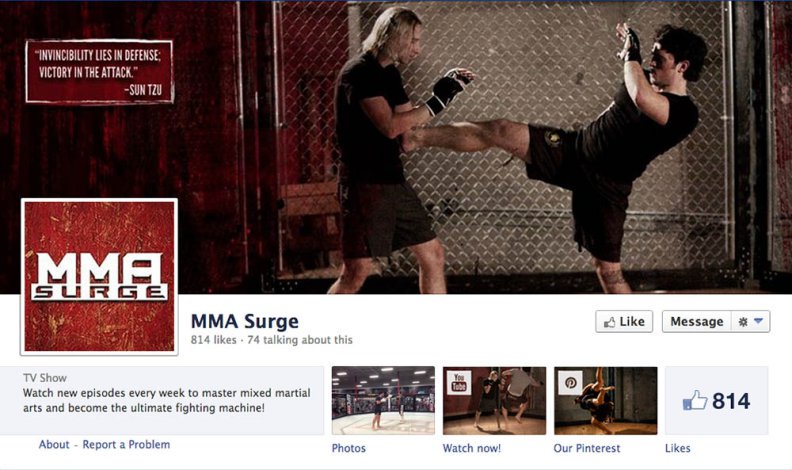 “INVINCIBILITY LIES IN DEFENSE;
VICTORY IN THE ATTACK.”
–SUN TZU
MMA
SURGE
MMA Surge
814 likes · 74 talking about this
Like
Message
TV Show
Watch new episodes every week to master mixed martial
arts and become the ultimate fighting machine!
About - Report a Problem
You
Tube
814
Photos
Watch now!
Our Pinterest
Likes